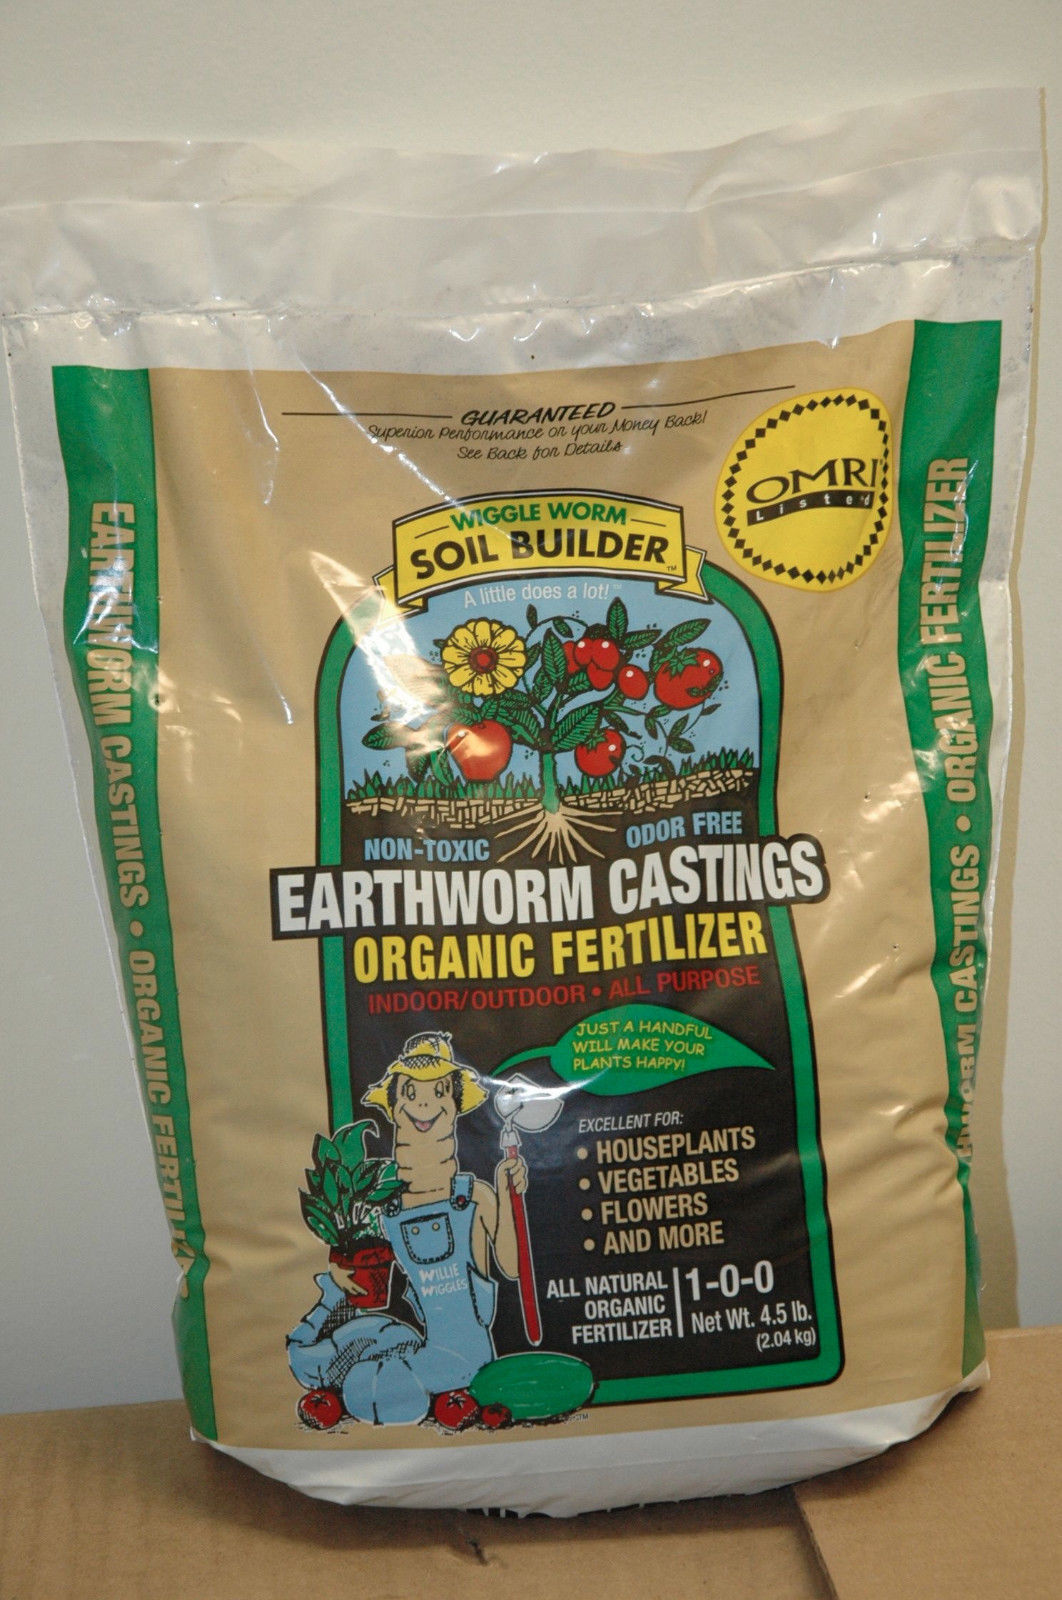 GUARANTEED
Superior Performance or your Money Back!
See Back for Details
OMRI
Listed
WIGGLE WORM
SOIL BUILDER™
A little does a lot!™
NON-TOXIC
ODOR FREE
EARTHWORM CASTINGS
ORGANIC FERTILIZER
INDOOR/OUTDOOR • ALL PURPOSE
JUST A HANDFUL
WILL MAKE YOUR
PLANTS HAPPY!
EXCELLENT FOR:
• HOUSEPLANTS
• VEGETABLES
• FLOWERS
• AND MORE
WILLIE
WIGGLES
ALL NATURAL
ORGANIC
FERTILIZER
1-0-0
Net Wt. 4.5 lb.
(2.04 kg)
EARTHWORM CASTINGS • ORGANIC
CASTINGS • ORGANIC FERTILIZER